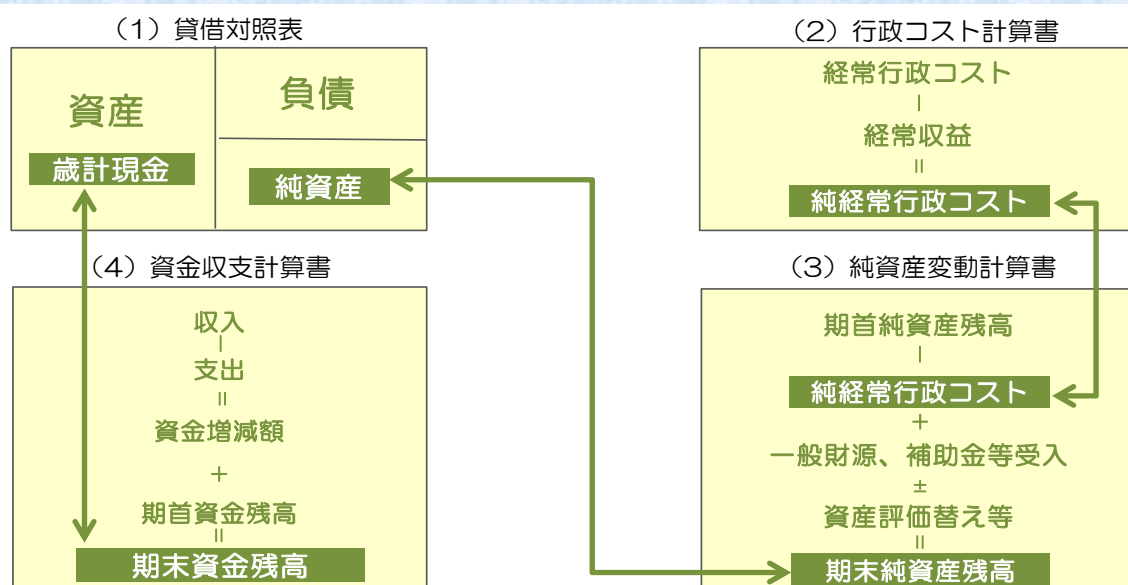 (1)貸借対照表
資産
歳計現金
負債
純資産
(2)行政コスト計算書
経常行政コスト
|
経常収益
||
純経常行政コスト
(4)資金収支計算書
収入
|
支出
||
資金増減額
+
期首資金残高
||
期末資金残高
(3)純資産変動計算書
期首純資産残高
|
純経常行政コスト
+
一般財源、補助金等受入
±
資産評価替え等
||
期末純資産残高